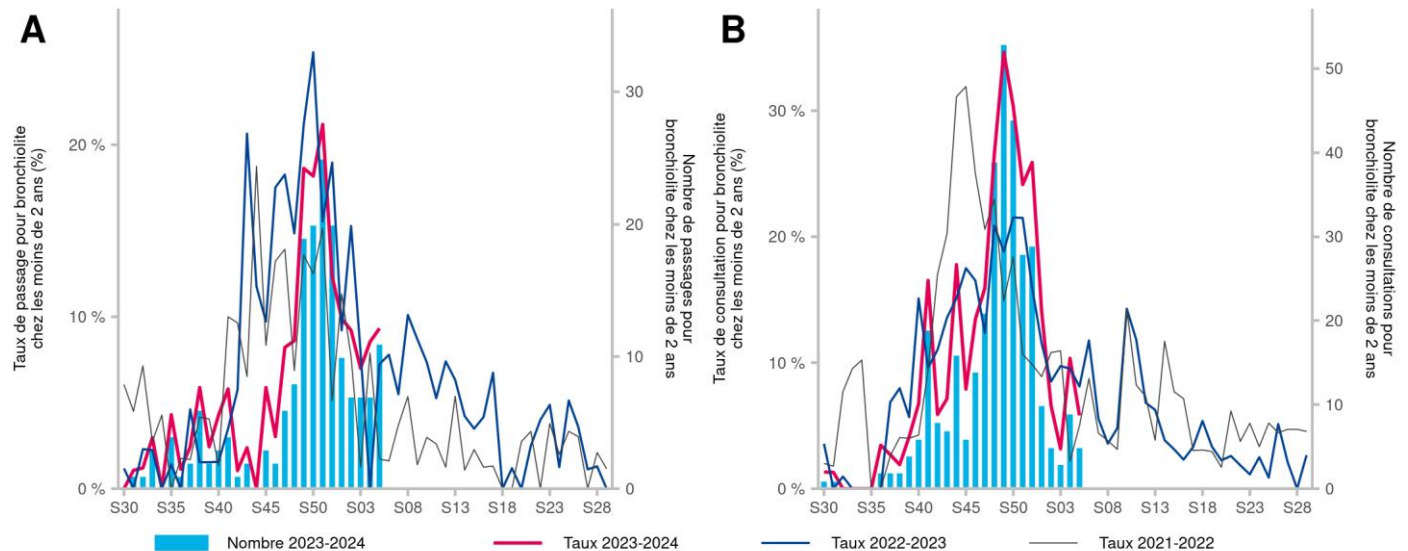 A
Taux de passage pour bronchiolite
chez les moins de 2 ans (%)
20 %
10 %
0 %
30
20
10
0
Nombre de passages pour
bronchiolite chez les moins de 2 ans
S30 S35 S40 S45 S50 S03 S08 S13 S18 S23 S28
B
Taux de consultation pour bronchiolite
chez les moins de 2 ans (%)
30 %
20 %
10 %
0 %
50
40
30
20
10
0
Nombre de consultations pour
bronchiolite chez les moins de 2 ans
S30 S35 S40 S45 S50 S03 S08 S13 S18 S23 S28
Nombre 2023-2024 Taux 2023-2024 Taux 2022-2023 Taux 2021-2022